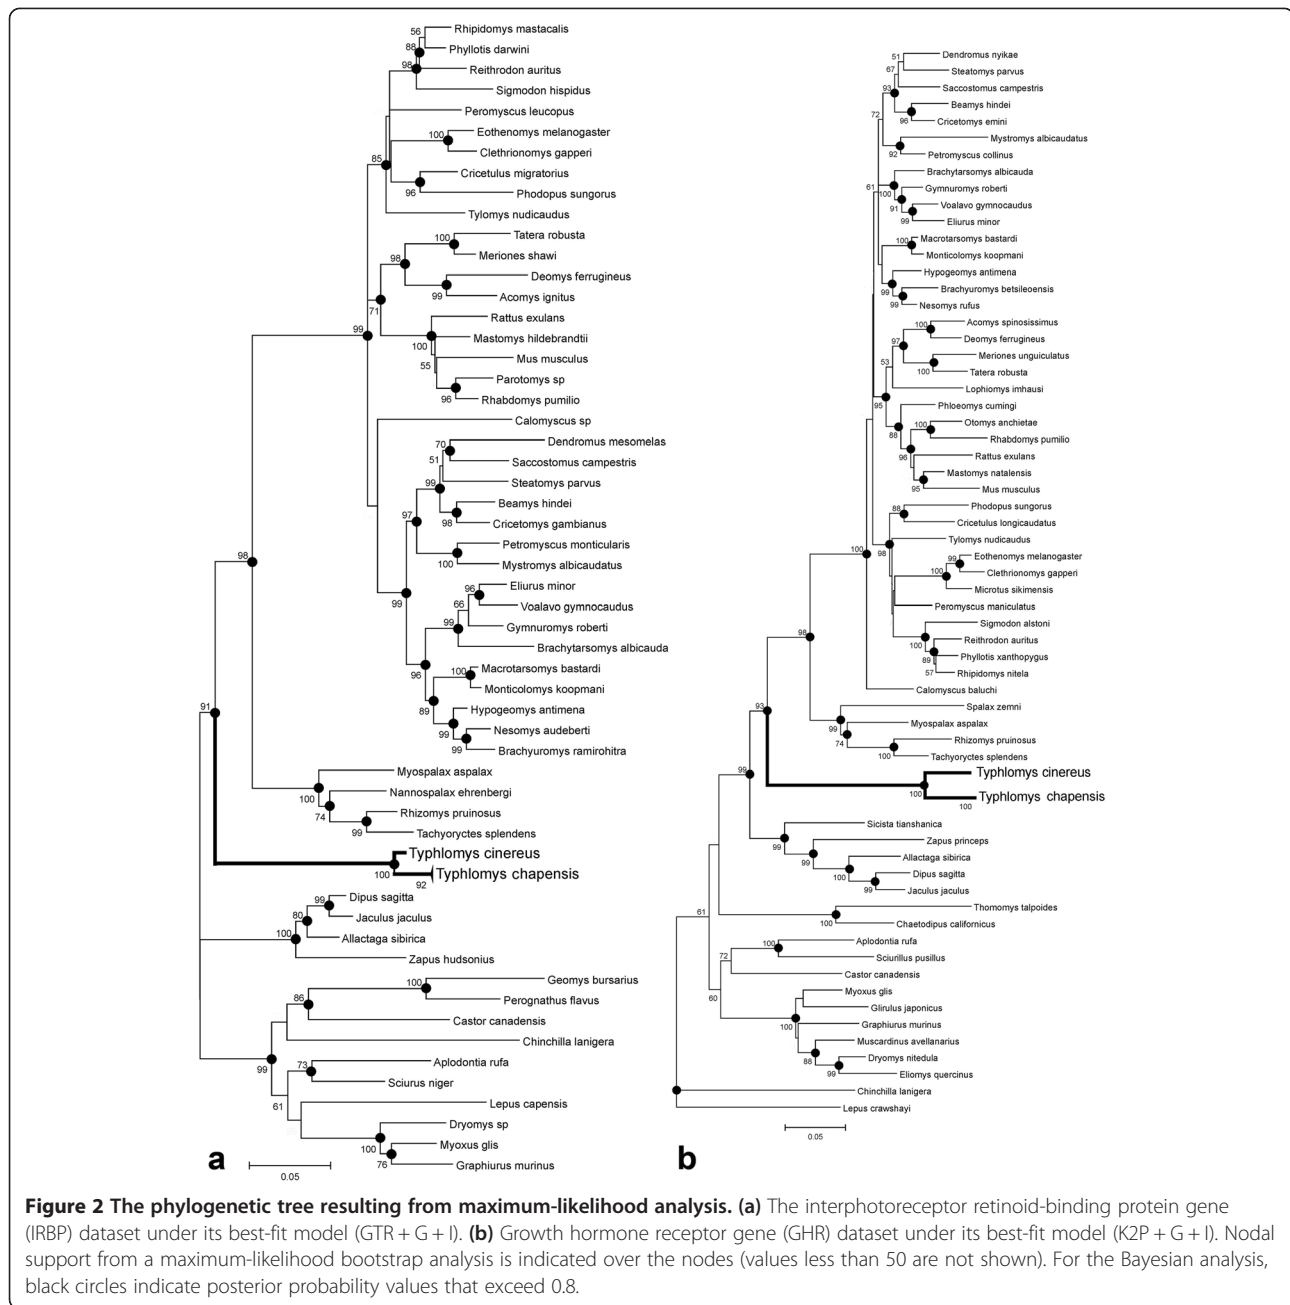 56
Rhipidomys mastacalis
88
Phyllotis darwini
98
Reithrodon auritus
Sigmodon hispidus
Peromyscus leucopus
100
Eothenomys melanogaster
Clethrionomys gapperi
85
Cricetulus migratorius
96
Phodopus sungorus
Tylomys nudicaudus
Tatera robusta
100
Meriones shawi
98
Deomys ferrugineus
99
Acomys ignitus
71
Rattus exulans
99
Mastomys hildebrandtii
100
Mus musculus
55
Parotomys sp
96
Rhabdomys pumilio
Calomyscus sp
70
Dendromus mesomelas
51
Saccostomus campestris
99
Steatomys parvus
Beamys hindei
98
Cricetomys gambianus
97
Petromyscus monticularis
100
Mystromys albicaudatus
98
99
Eliurus minor
96
Voalavo gymnocaudus
66
Gymnuromys roberti
99
Brachytarsomys albicauda
96
Macrotarsomys bastardi
100
Monticolomys koopmani
89
Hypogeomys antimena
99
Nesomys audeberti
99
Brachyuromys ramirohitra
91
Myospalax aspalax
100
Nannospalax ehrenbergi
74
Rhizomys pruinosus
99
Tachyoryctes splendens
Typhlomys cinereus
100
Typhlomys chapensis
92
Dipus sagitta
99
Jaculus jaculus
80
Allactaga sibirica
100
Zapus hudsonius
Geomys bursarius
100
Perognathus flavus
86
Castor canadensis
Chinchilla lanigera
99
Aplodontia rufa
73
Sciurus niger
61
Lepus capensis
Dryomys sp
100
Myoxus glis
76
Graphiurus murinus
a
0.05
51
Dendromus nyikae
67
Steatomys parvus
93
Saccostomus campestris
Beamys hindei
96
Cricetomys emini
72
Mystromys albicaudatus
92
Petromyscus collinus
Brachytarsomys albicauda
61
100
Gymnuromys roberti
91
Voalavo gymnocaudus
99
Eliurus minor
100
Macrotarsomys bastardi
Monticolomys koopmani
Hypogeomys antimena
99
Brachyuromys betsileoensis
99
Nesomys rufus
Acomys spinosissimus
100
Deomys ferrugineus
97
Meriones unguiculatus
100
Tatera robusta
53
Lophiomys imhausi
95
Phloeomys cumingi
88
Otomys anchietae
100
Rhabdomys pumilio
96
Rattus exulans
Mastomys natalensis
95
Mus musculus
Phodopus sungorus
88
Cricetulus longicaudatus
98
Tylomys nudicaudus
100
Eothenomys melanogaster
99
Clethrionomys gapperi
100
Microtus sikimensis
Peromyscus maniculatus
Sigmodon alstoni
100
Reithrodon auritus
89
Phyllotis xanthopygus
57
Rhipidomys nitela
98
Calomyscus baluchi
Spalax zemni
99
Myospalax aspalax
74
Rhizomys pruinosus
100
Tachyoryctes splendens
93
Typhlomys cinereus
100
Typhlomys chapensis
100
99
Sicista tianshanica
99
Zapus princeps
99
Allactaga sibirica
100
Dipus sagitta
99
Jaculus jaculus
Thomomys talpoides
100
Chaetodipus californicus
61
Aplodontia rufa
100
Sciurillus pusillus
72
Castor canadensis
60
Myoxus glis
Glirulus japonicus
100
Graphiurus murinus
Muscardinus avellanarius
88
Dryomys nitedula
99
Eliomys quercinus
Chinchilla lanigera
Lepus crawshayi
b
0.05
Figure 2 The phylogenetic tree resulting from maximum-likelihood analysis. (a) The interphotoreceptor retinoid-binding protein gene
(IRBP) dataset under its best-fit model (GTR + G + I). (b) Growth hormone receptor gene (GHR) dataset under its best-fit model (K2P + G + I). Nodal
support from a maximum-likelihood bootstrap analysis is indicated over the nodes (values less than 50 are not shown). For the Bayesian analysis,
black circles indicate posterior probability values that exceed 0.8.